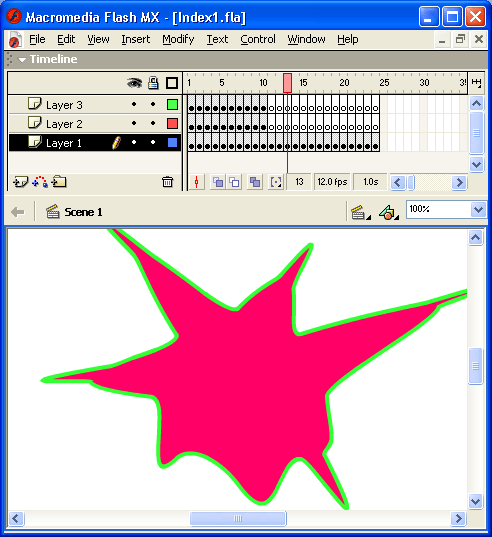 Macromedia Flash MX - [Index1.fla]
File Edit View Insert Modify Text Control Window Help
Timeline
1 5 10 15 20 25 30 35
Layer 3
Layer 2
Layer 1
13 12.0 fps 1.0s
Scene 1 100%